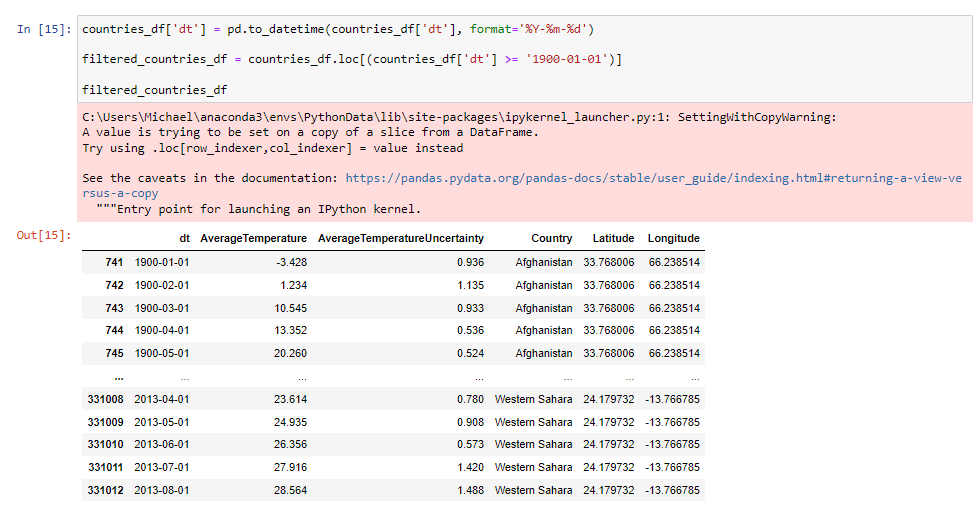 In [15]: countries_df['dt'] = pd.to_datetime(countries_df['dt'], format='%Y-%m-%d')
filtered_countries_df = countries_df.loc[(countries_df['dt'] >= '1900-01-01')]
filtered_countries_df
C:\Users\Michael\anaconda3\envs\PythonData\lib\site-packages\ipykernel_launcher.py:1: SettingWithCopyWarning:
A value is trying to be set on a copy of a slice from a DataFrame.
Try using .loc[row_indexer,col_indexer] = value instead
See the caveats in the documentation: https://pandas.pydata.org/pandas-docs/stable/user_guide/indexing.html#returning-a-view-ve
rsus-a-copy
"""Entry point for launching an IPython kernel.
Out[15]:
dt AverageTemperature AverageTemperatureUncertainty Country Latitude Longitude
741 1900-01-01 -3.428 0.936 Afghanistan 33.768006 66.238514
742 1900-02-01 1.234 1.135 Afghanistan 33.768006 66.238514
743 1900-03-01 10.545 0.933 Afghanistan 33.768006 66.238514
744 1900-04-01 13.352 0.536 Afghanistan 33.768006 66.238514
745 1900-05-01 20.260 0.524 Afghanistan 33.768006 66.238514
... ... ... ... ... ... ...
331008 2013-04-01 23.614 0.780 Western Sahara 24.179732 -13.766785
331009 2013-05-01 24.935 0.908 Western Sahara 24.179732 -13.766785
331010 2013-06-01 26.356 0.573 Western Sahara 24.179732 -13.766785
331011 2013-07-01 27.916 1.420 Western Sahara 24.179732 -13.766785
331012 2013-08-01 28.564 1.488 Western Sahara 24.179732 -13.766785